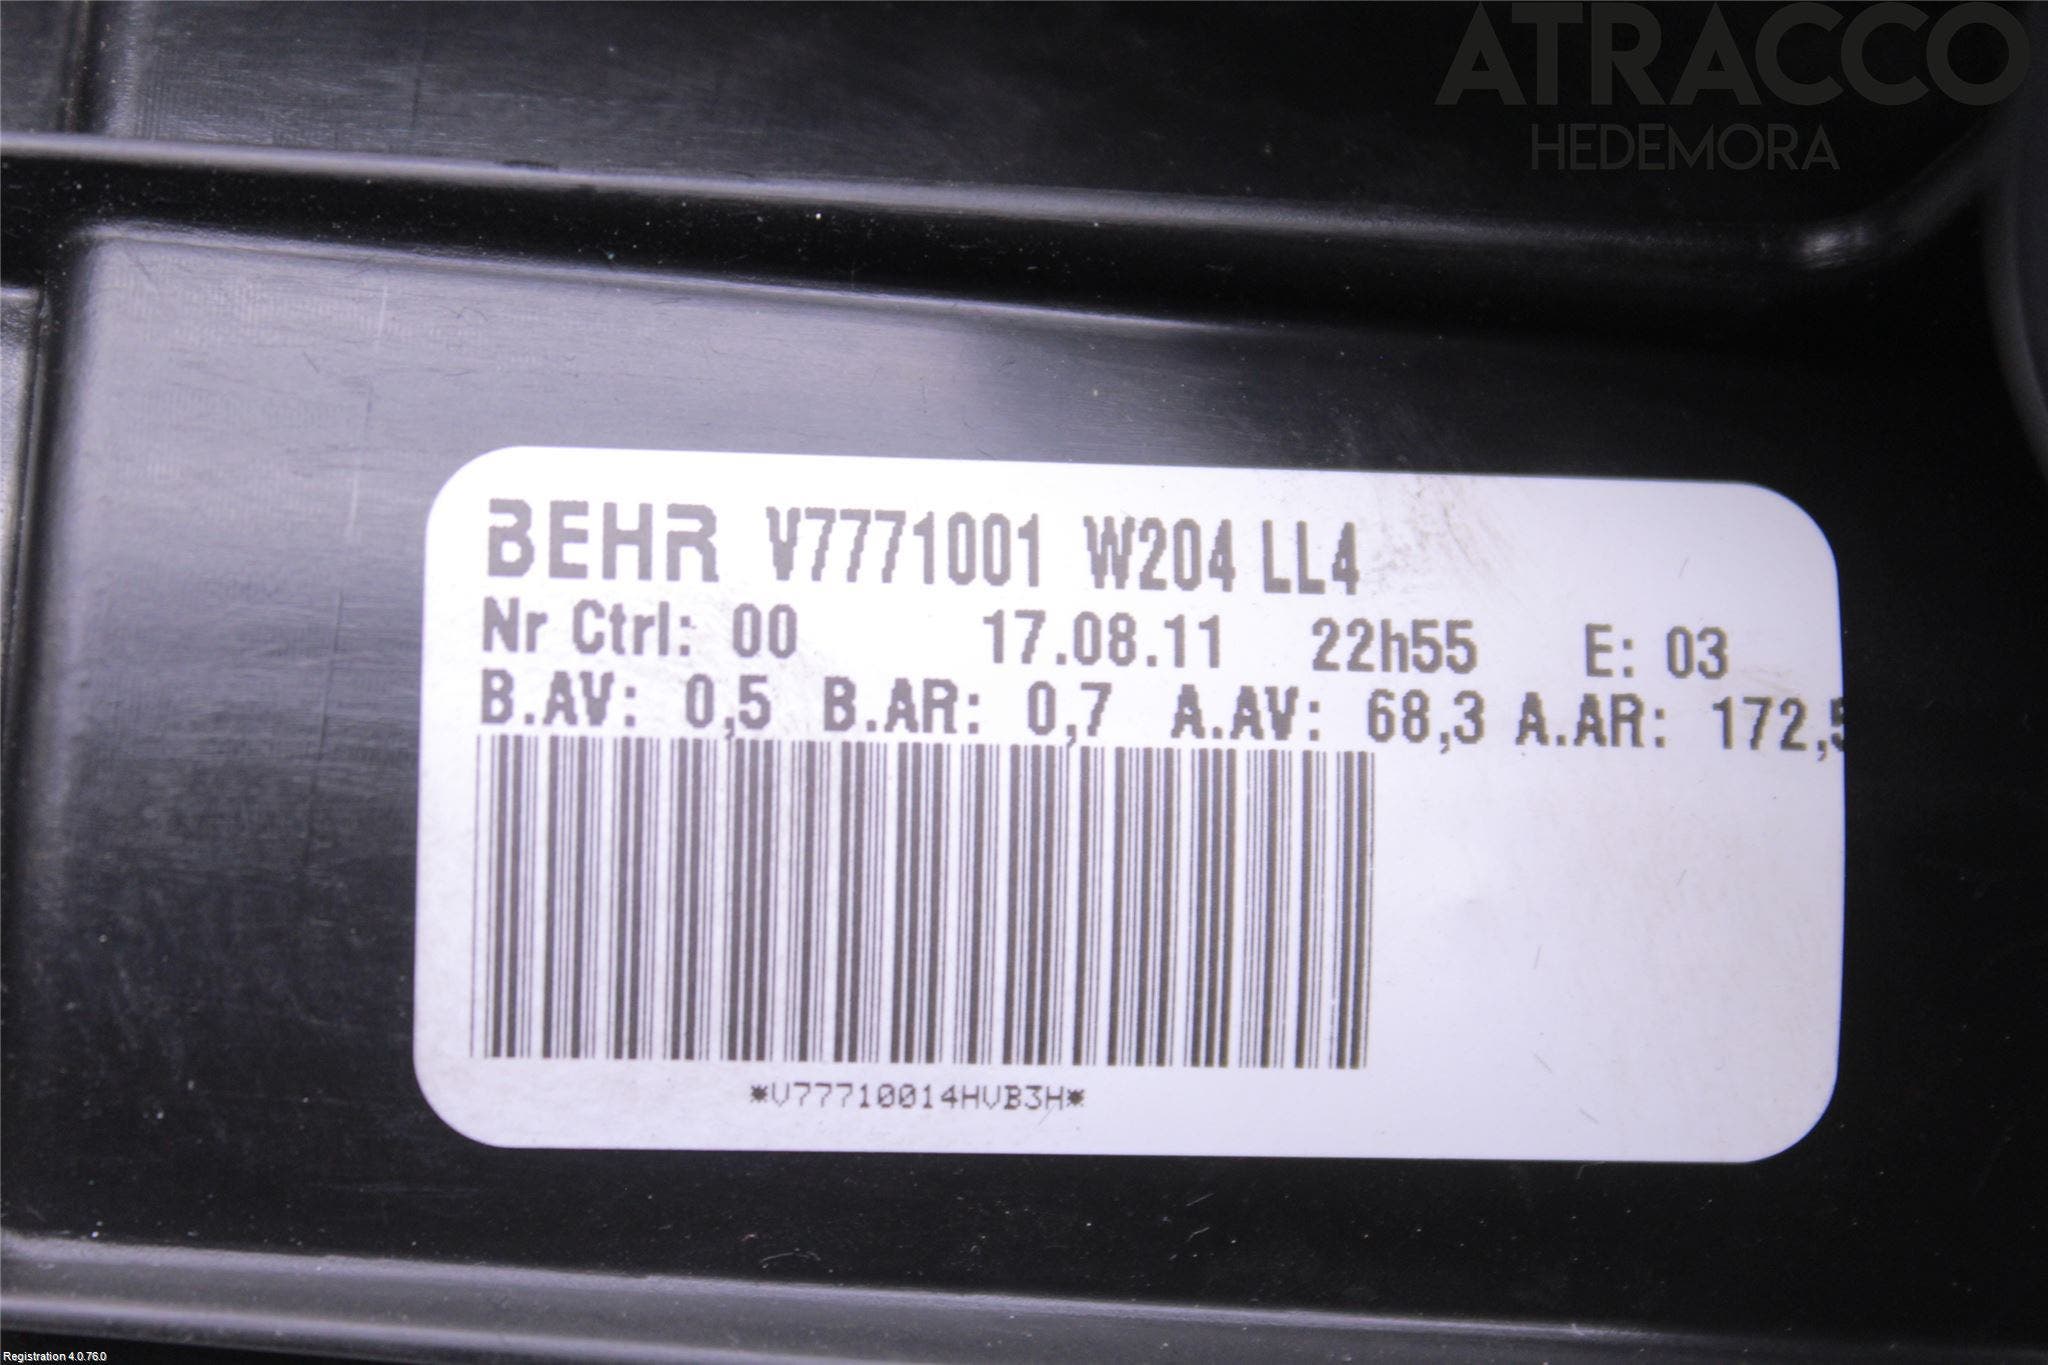 ATRACCO
HEDEMORA
BEHR V7771001 W204 LL4
Nr Ctrl: 00 17.08.11 22h55 E: 03
B.AV: 0,5 B.AR: 0,7 A.AV: 68,3 A.AR: 172,5
*V77710014HVB3H*
Registration 4.0.76.0